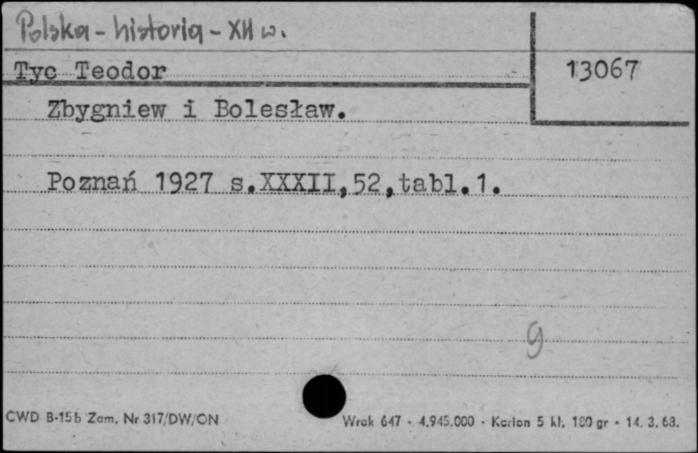 Polska - historia - XII w.
Tyc Teodor
13067
Zbygniew i Bolesław.
Poznań 1927 s.XXXII,52,tabl.1.
9
CWD B-15b Zam. Nr 317/DW/ON
Wrok 647 - 4.945.000 - Karton 5 kl. 180 gr - 14. 3. 68.